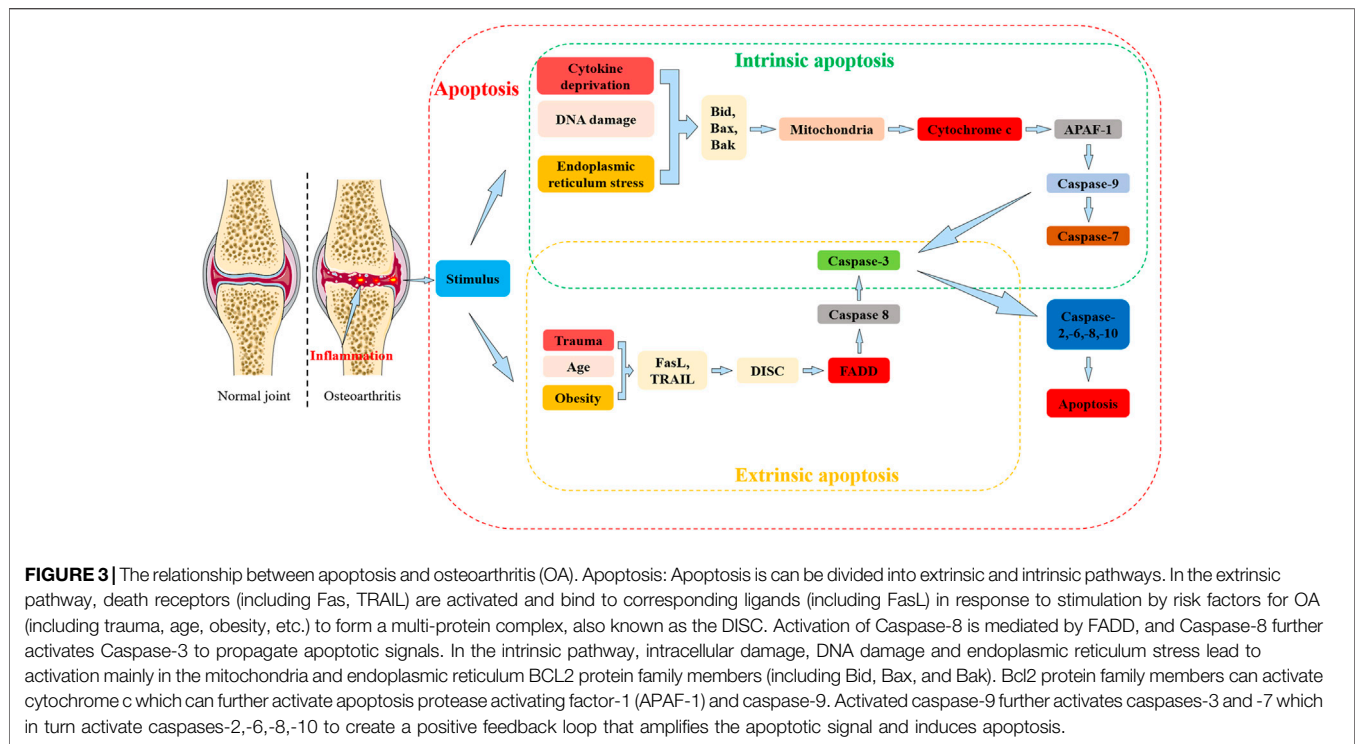 Apoptosis
Intrinsic apoptosis
Cytokine
deprivation
DNA damage
Endoplasmic
reticulum stress
Bid,
Bax,
Bak
Mitochondria
Cytochrome c
APAF-1
Caspase-9
Caspase-7
Caspase-3
Stimulus
Inflammation
Normal joint
Osteoarthritis
Trauma
Age
Obesity
FasL,
TRAIL
DISC
FADD
Caspase 8
Caspase-
2,-6,-8,-10
Apoptosis
Extrinsic apoptosis
FIGURE 3 | The relationship between apoptosis and osteoarthritis (OA). Apoptosis: Apoptosis is can be divided into extrinsic and intrinsic pathways. In the extrinsic
pathway, death receptors (including Fas, TRAIL) are activated and bind to corresponding ligands (including FasL) in response to stimulation by risk factors for OA
(including trauma, age, obesity, etc.) to form a multi-protein complex, also known as the DISC. Activation of Caspase-8 is mediated by FADD, and Caspase-8 further
activates Caspase-3 to propagate apoptotic signals. In the intrinsic pathway, intracellular damage, DNA damage and endoplasmic reticulum stress lead to
activation mainly in the mitochondria and endoplasmic reticulum BCL2 protein family members (including Bid, Bax, and Bak). Bcl2 protein family members can activate
cytochrome c which can further activate apoptosis protease activating factor-1 (APAF-1) and caspase-9. Activated caspase-9 further activates caspases-3 and -7 which
in turn activate caspases-2,-6,-8,-10 to create a positive feedback loop that amplifies the apoptotic signal and induces apoptosis.